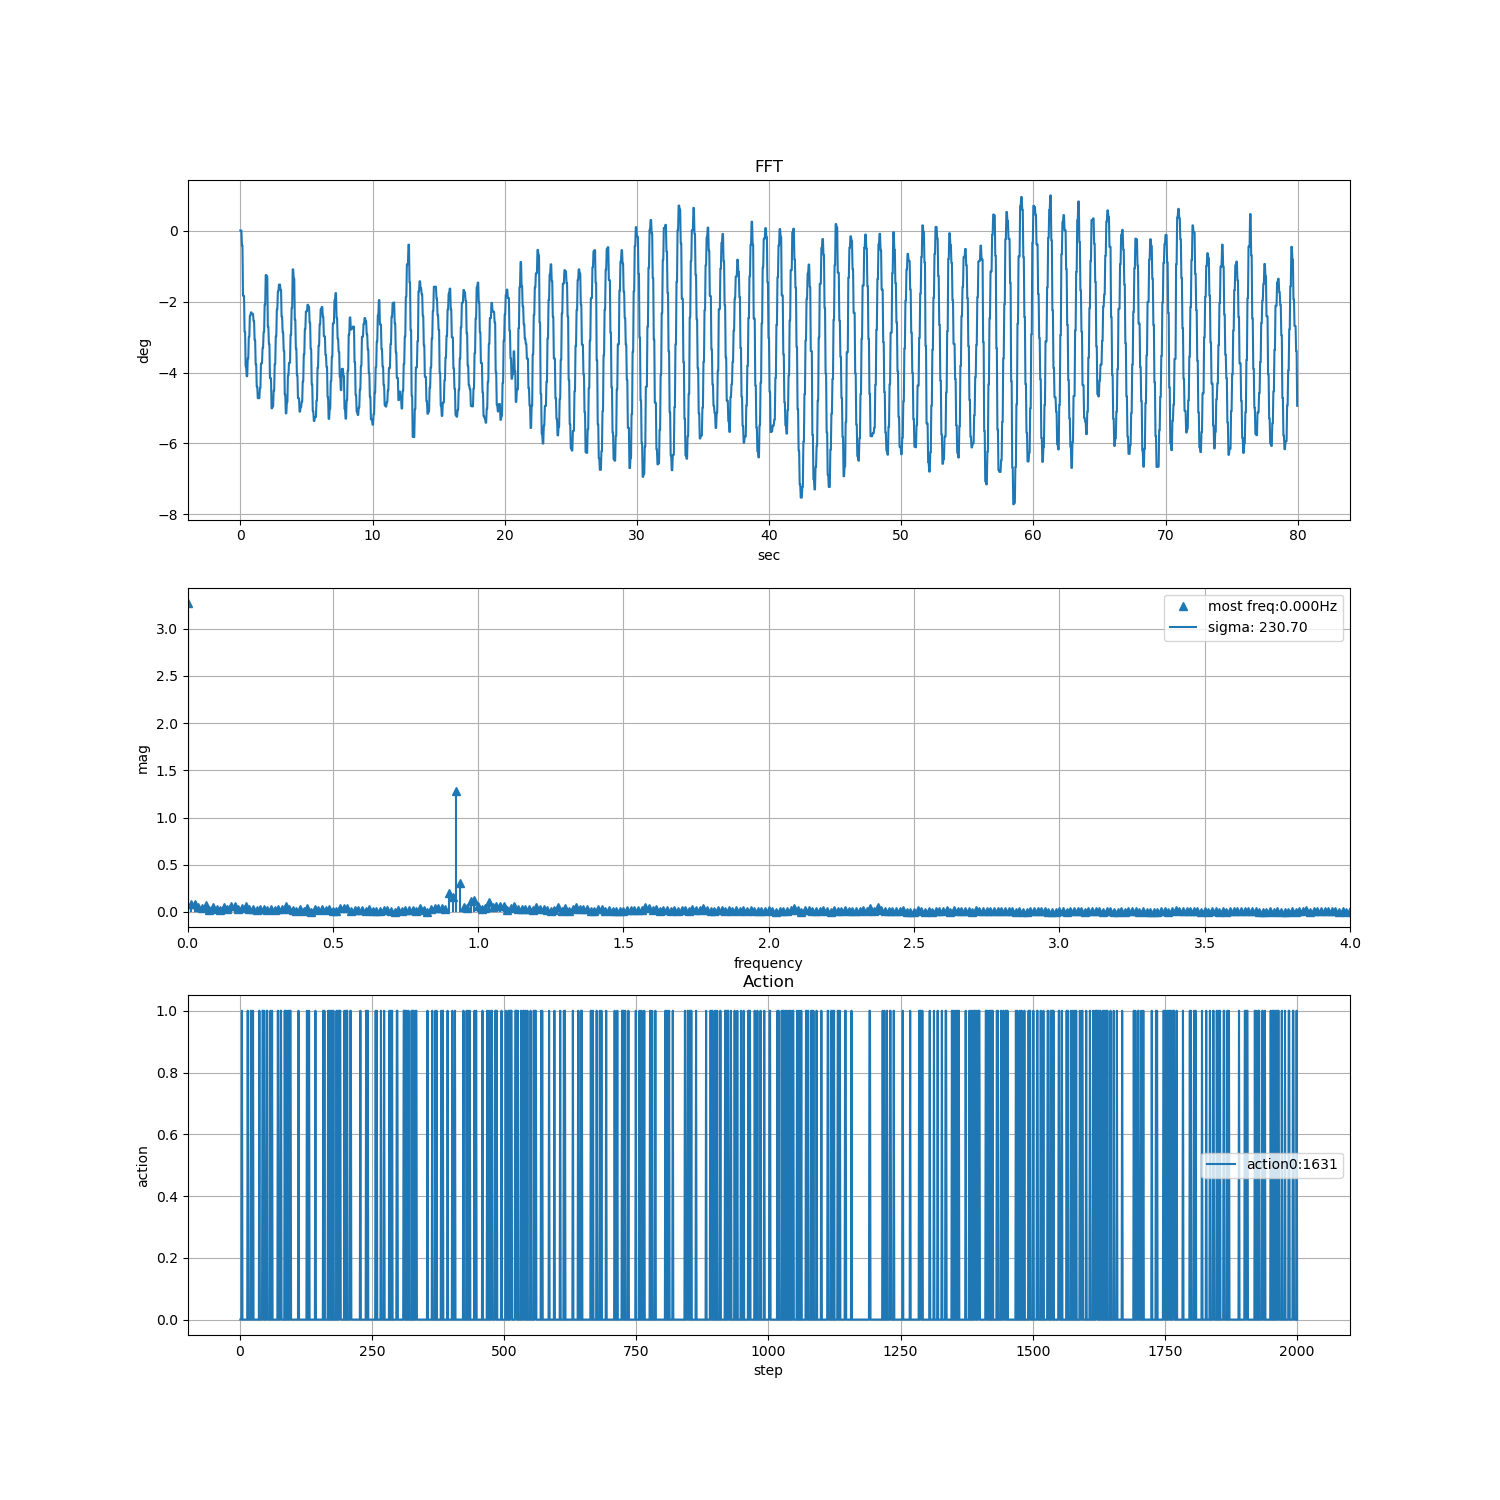 FFT
0
−2
−4
−6
−8
deg
0 10 20 30 40 50 60 70 80
sec
most freq:0.000Hz
sigma: 230.70
3.0
2.5
2.0
1.5
1.0
0.5
0.0
mag
0.0 0.5 1.0 1.5 2.0 2.5 3.0 3.5 4.0
frequency
Action
1.0
0.8
0.6
0.4
0.2
0.0
action
action0:1631
0 250 500 750 1000 1250 1500 1750 2000
step